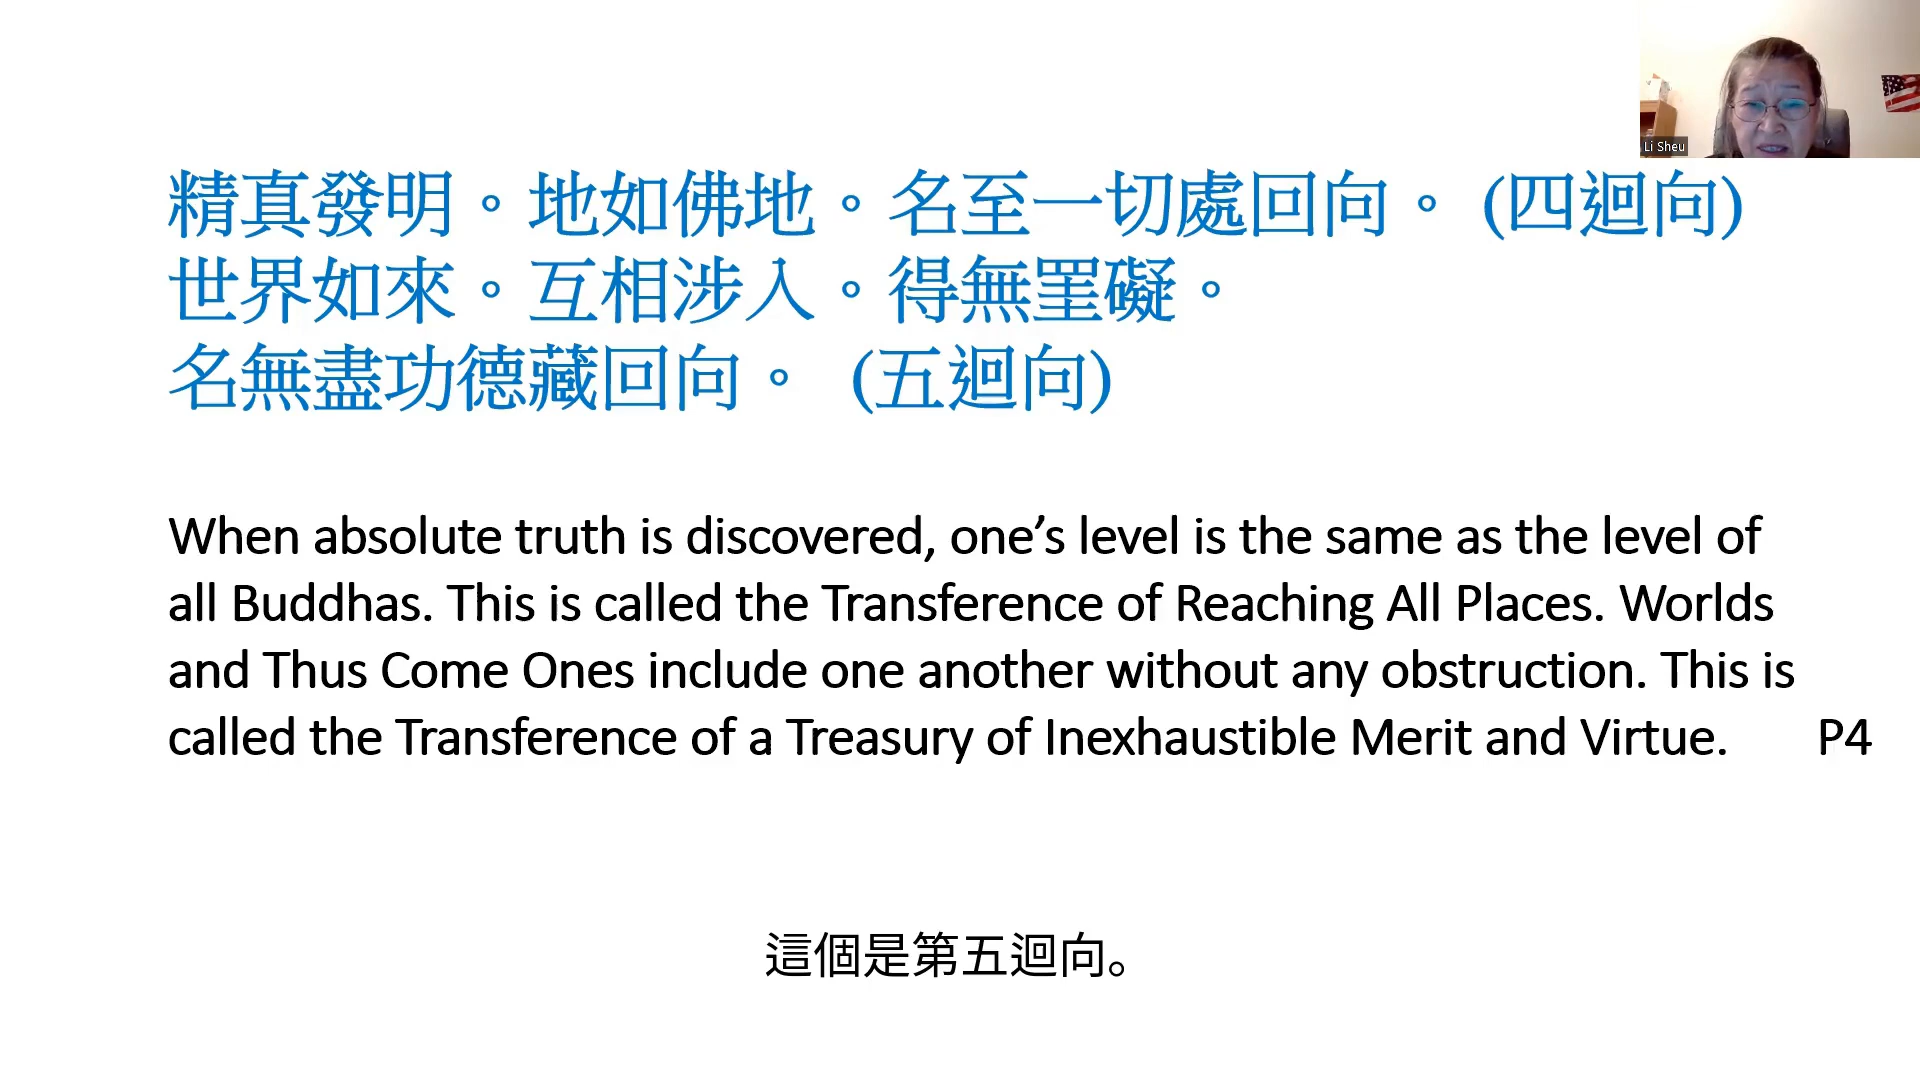 Li Sheu
精真發明。地如佛地。名至一切處回向。 (四迴向)
世界如來。互相涉入。得無罣礙。
名無盡功德藏回向。 (五迴向)
When absolute truth is discovered, one’s level is the same as the level of
all Buddhas. This is called the Transference of Reaching All Places. Worlds
and Thus Come Ones include one another without any obstruction. This is
called the Transference of a Treasury of Inexhaustible Merit and Virtue. P4
這個是第五迴向。